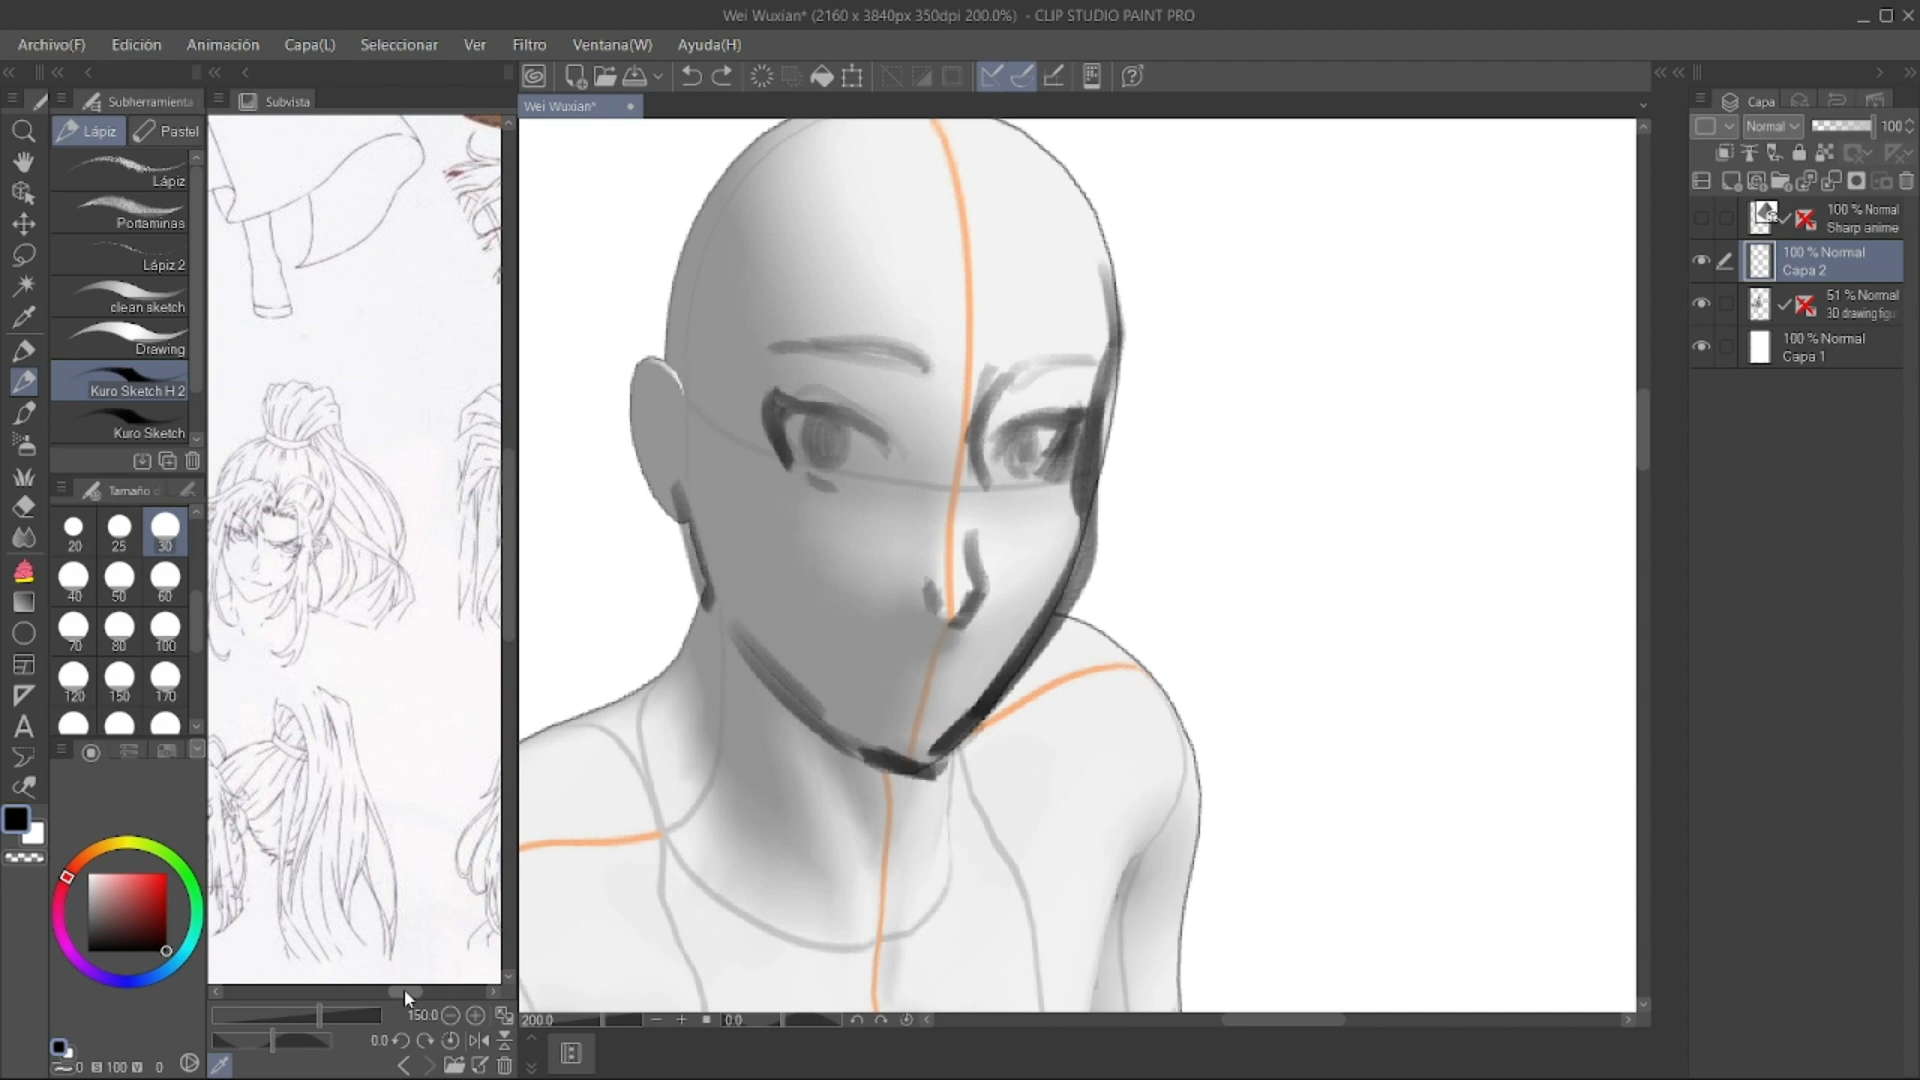 Wei Wuxian* (2160 x 3840px 350dpi 200.0%) - CLIP STUDIO PAINT PRO
Archivo(F) Edición Animación Capa(L) Seleccionar Ver Filtro Ventana(W) Ayuda(H)
Subherramienta
Subvista
Wei Wuxian*
Capa
Lápiz Pastel
Normal 100
Lápiz
Portaminas
Lápiz 2
clean sketch
Drawing
Kuro Sketch H 2
Kuro Sketch
100 % Normal
Sharp anime
100 % Normal
Capa 2
51 % Normal
3D drawing figu
100 % Normal
Capa 1
Tamaño d
20 25 30
40 50 60
70 80 100
120 150 170
A
150.0
200.0 0.0
0.0
0 S 100 V 0